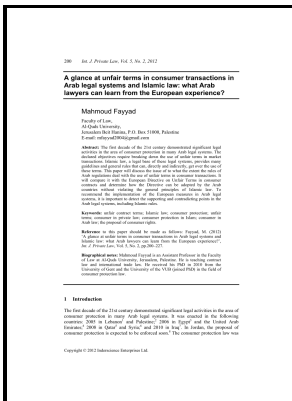 200 Int. J. Private Law, Vol. 5, No. 2, 2012
A glance at unfair terms in consumer transactions in
Arab legal systems and Islamic law: what Arab
lawyers can learn from the European experience?
Mahmoud Fayyad
Faculty of Law,
Al-Quds University,
Jerusalem Beit Hanina, P.O. Box 51000, Palestine
E-mail: mfayyad2004@gmail.com
Abstract: The first decade of the 21st century demonstrated significant legal
activities in the area of consumer protection in many Arab legal systems. The
declared objectives require breaking down the use of unfair terms in market
transactions. Islamic law, a legal base of these legal systems, provides many
guidelines and general rules that can, directly and indirectly, get over the use of
these terms. This paper will discuss the issue of to what the extent the rules of
Arab legislations deal with the use of unfair terms in consumer transactions. It
will compare it with the European Directive on Unfair Terms in consumer
contracts and determine how the Directive can be adopted by the Arab
countries without violating the general principles of Islamic law. To
recommend the implementation of the European measures in Arab legal
systems, it is important to detect the supporting and contradicting points in the
Arab legal systems, including Islamic rules.
Keywords: unfair contract terms; Islamic law; consumer protection; unfair
terms; consumer in private law; consumer protection in Islam; consumer in
Arab law; the proposal of consumer rights.
Reference to this paper should be made as follows: Fayyad, M. (2012)
'A glance at unfair terms in consumer transactions in Arab legal systems and
Islamic law: what Arab lawyers can learn from the European experience?',
Int. J. Private Law, Vol. 5, No. 2, pp.200–227.
Biographical notes: Mahmoud Fayyad is an Assistant Professor in the Faculty
of Law at Al-Quds University, Jerusalem, Palestine. He is teaching contract
law and international trade law. He received his PhD in 2010 from the
University of Gent and the University of the VUB (joined PhD) in the field of
consumer law.
1 Introduction
The first decade of the 21st century demonstrated significant legal activities in the area of
consumer protection in many Arab legal systems. It was enacted in the following
countries: 2005 in Lebanon and Palestine; 2006 in Egypt and the United Arab
Emirates; 2008 in Qatar and Syria; and 2010 in Iraq. In Jordan, the proposal of
consumer protection is expected to be enforced soon. The consumer protection law was
Copyright © 2012 Inderscience Enterprises Ltd.